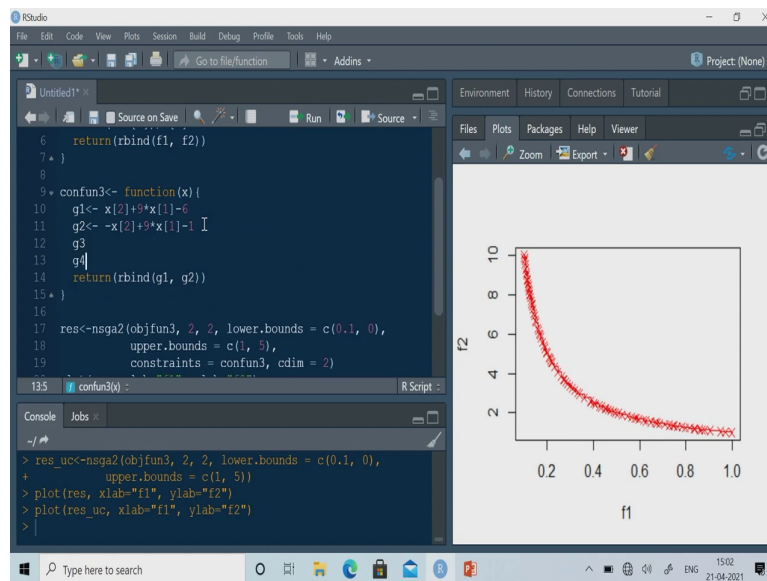 RStudio
File Edit Code View Plots Session Build Debug Profile Tools Help
Go to file/function Addins Project: (None)
Untitled1*
Source on Save Run Source
6 return(rbind(f1, f2))
7 }
8
9 confun3<- function(x){
10 g1<- x[2]+9*x[1]-6
11 g2<- -x[2]+9*x[1]-1
12 g3
13 g4
14 return(rbind(g1, g2))
15 }
16
17 res<-nsga2(objfun3, 2, 2, lower.bounds = c(0.1, 0),
18 upper.bounds = c(1, 5),
19 constraints = confun3, cdim = 2)
13:5 confun3(x) R Script
Console Jobs
~/
> res_uc<-nsga2(objfun3, 2, 2, lower.bounds = c(0.1, 0),
+ upper.bounds = c(1, 5))
> plot(res, xlab="f1", ylab="f2")
> plot(res_uc, xlab="f1", ylab="f2")
>
Environment History Connections Tutorial
Files Plots Packages Help Viewer
Zoom Export
10
8
6
4
2
f2
0.2 0.4 0.6 0.8 1.0
f1
Type here to search
ENG
15:02
21-04-2021